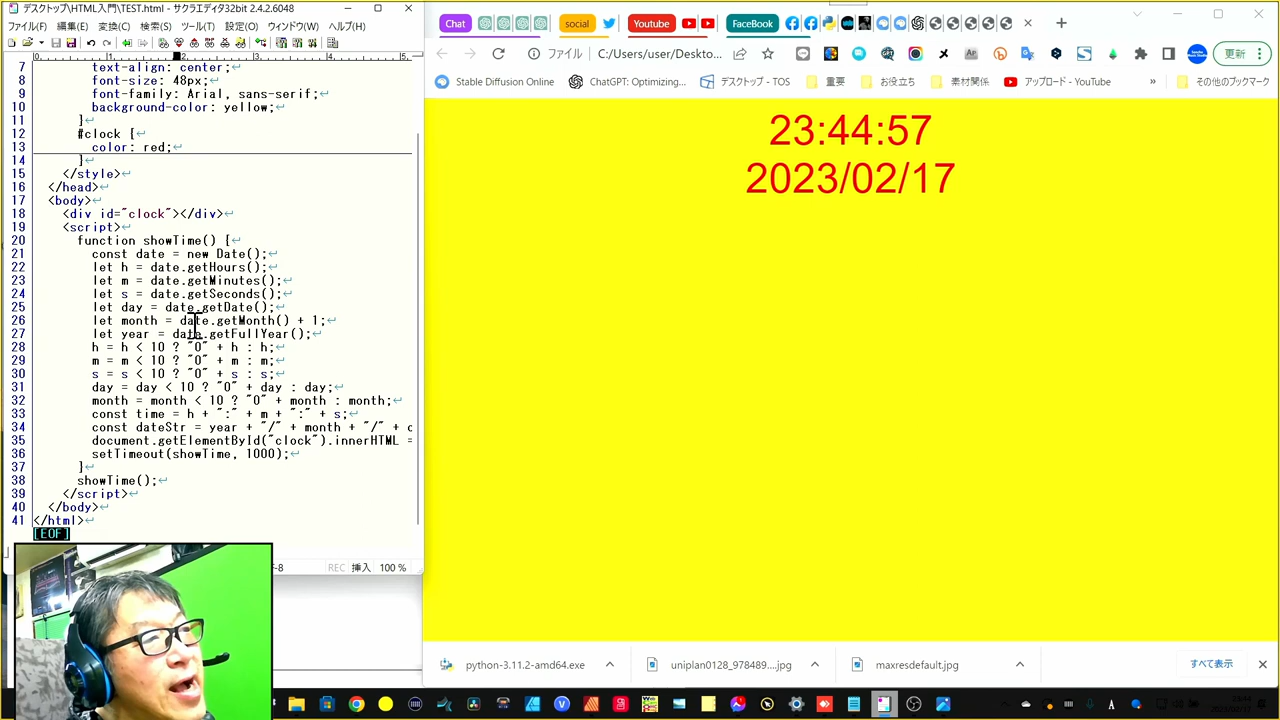 デスクトップ\HTML入門\TEST.html - サクラエディタ32bit 2.4.2.6048
ファイル(F) 編集(E) 変換(C) 検索(S) ツール(T) 設定(O) ウィンドウ(W) ヘルプ(H)
7 text-align: center;
8 font-size: 48px;
9 font-family: Arial, sans-serif;
10 background-color: yellow;
11 }
12 #clock {
13 color: red;
14 }
15 </style>
16 </head>
17 <body>
18 <div id="clock"></div>
19 <script>
20 function showTime() {
21 const date = new Date();
22 let h = date.getHours();
23 let m = date.getMinutes();
24 let s = date.getSeconds();
25 let day = date.getDate();
26 let month = date.getMonth() + 1;
27 let year = date.getFullYear();
28 h = h < 10 ? "0" + h : h;
29 m = m < 10 ? "0" + m : m;
30 s = s < 10 ? "0" + s : s;
31 day = day < 10 ? "0" + day : day;
32 month = month < 10 ? "0" + month : month;
33 const time = h + ":" + m + ":" + s;
34 const dateStr = year + "/" + month + "/" +
35 document.getElementById("clock").innerHTML =
36 setTimeout(showTime, 1000);
37 }
38 showTime();
39 </script>
40 </body>
41 </html>
[EOF]
REC 挿入 100 %
Chat social Youtube FaceBook
ファイル C:/Users/user/Deskto... 更新
Stable Diffusion Online ChatGPT: Optimizing... デスクトップ - TOS 重要 お役立ち 素材関係 アップロード - YouTube » その他のブックマーク
23:44:57
2023/02/17
python-3.11.2-amd64.exe uniplan0128_978489....jpg maxresdefault.jpg すべて表示